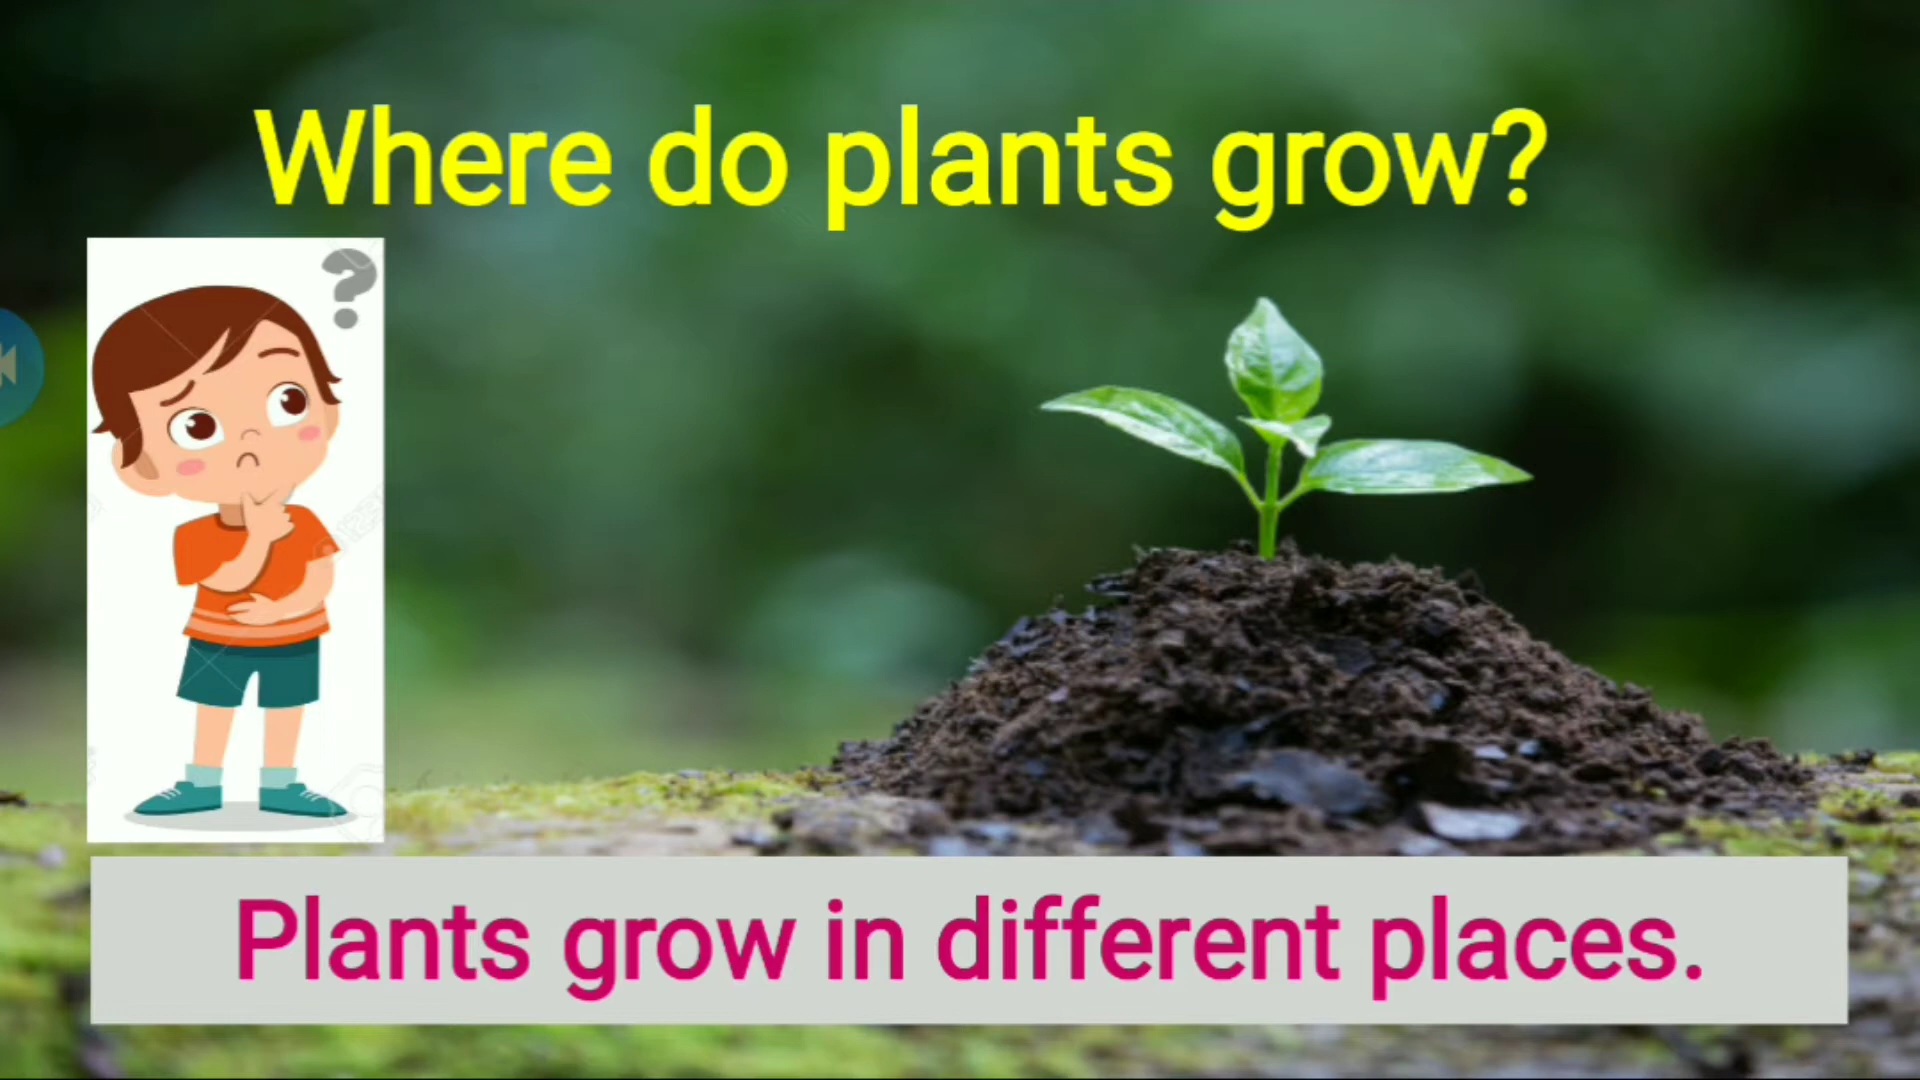 Where do plants grow?
Plants grow in different places.